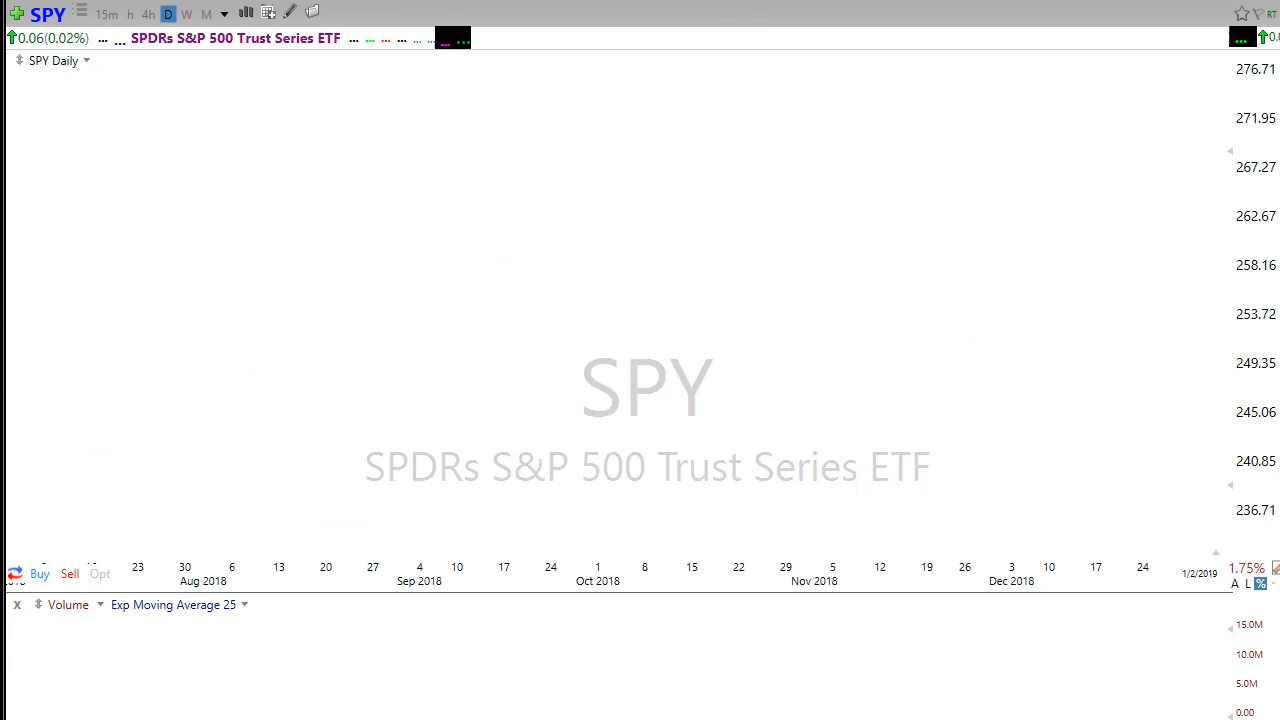 SPY 15m h 4h D W M RT
0.06(0.02%) ... ... SPDRs S&P 500 Trust Series ETF ... ... ... ... ... ... ... ... ... 0.
SPY Daily
276.71
271.95
267.27
262.67
258.16
253.72
249.35
SPY
245.06
SPDRs S&P 500 Trust Series ETF
240.85
236.71
23 30 6 13 20 27 4 10 17 24 1 8 15 22 29 5 12 19 26 3 10 17 24
Buy Sell Opt 1/2/2019 1.75%
Aug 2018 Sep 2018 Oct 2018 Nov 2018 Dec 2018 A L %
x Volume Exp Moving Average 25
15.0M
10.0M
5.0M
0.00